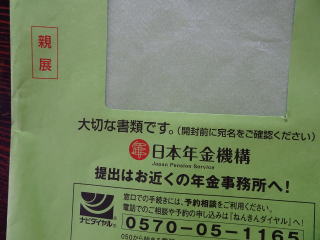 親展
大切な書類です。(開封前に宛名をご確認ください)
日本年金機構
Japan Pension Service
提出はお近くの年金事務所へ!
窓口での手続きには、予約相談をご利用ください。
電話でのご相談や予約の申し込みは「ねんきんダイヤル」へ!
ナビダイヤル®
0570-05-1165